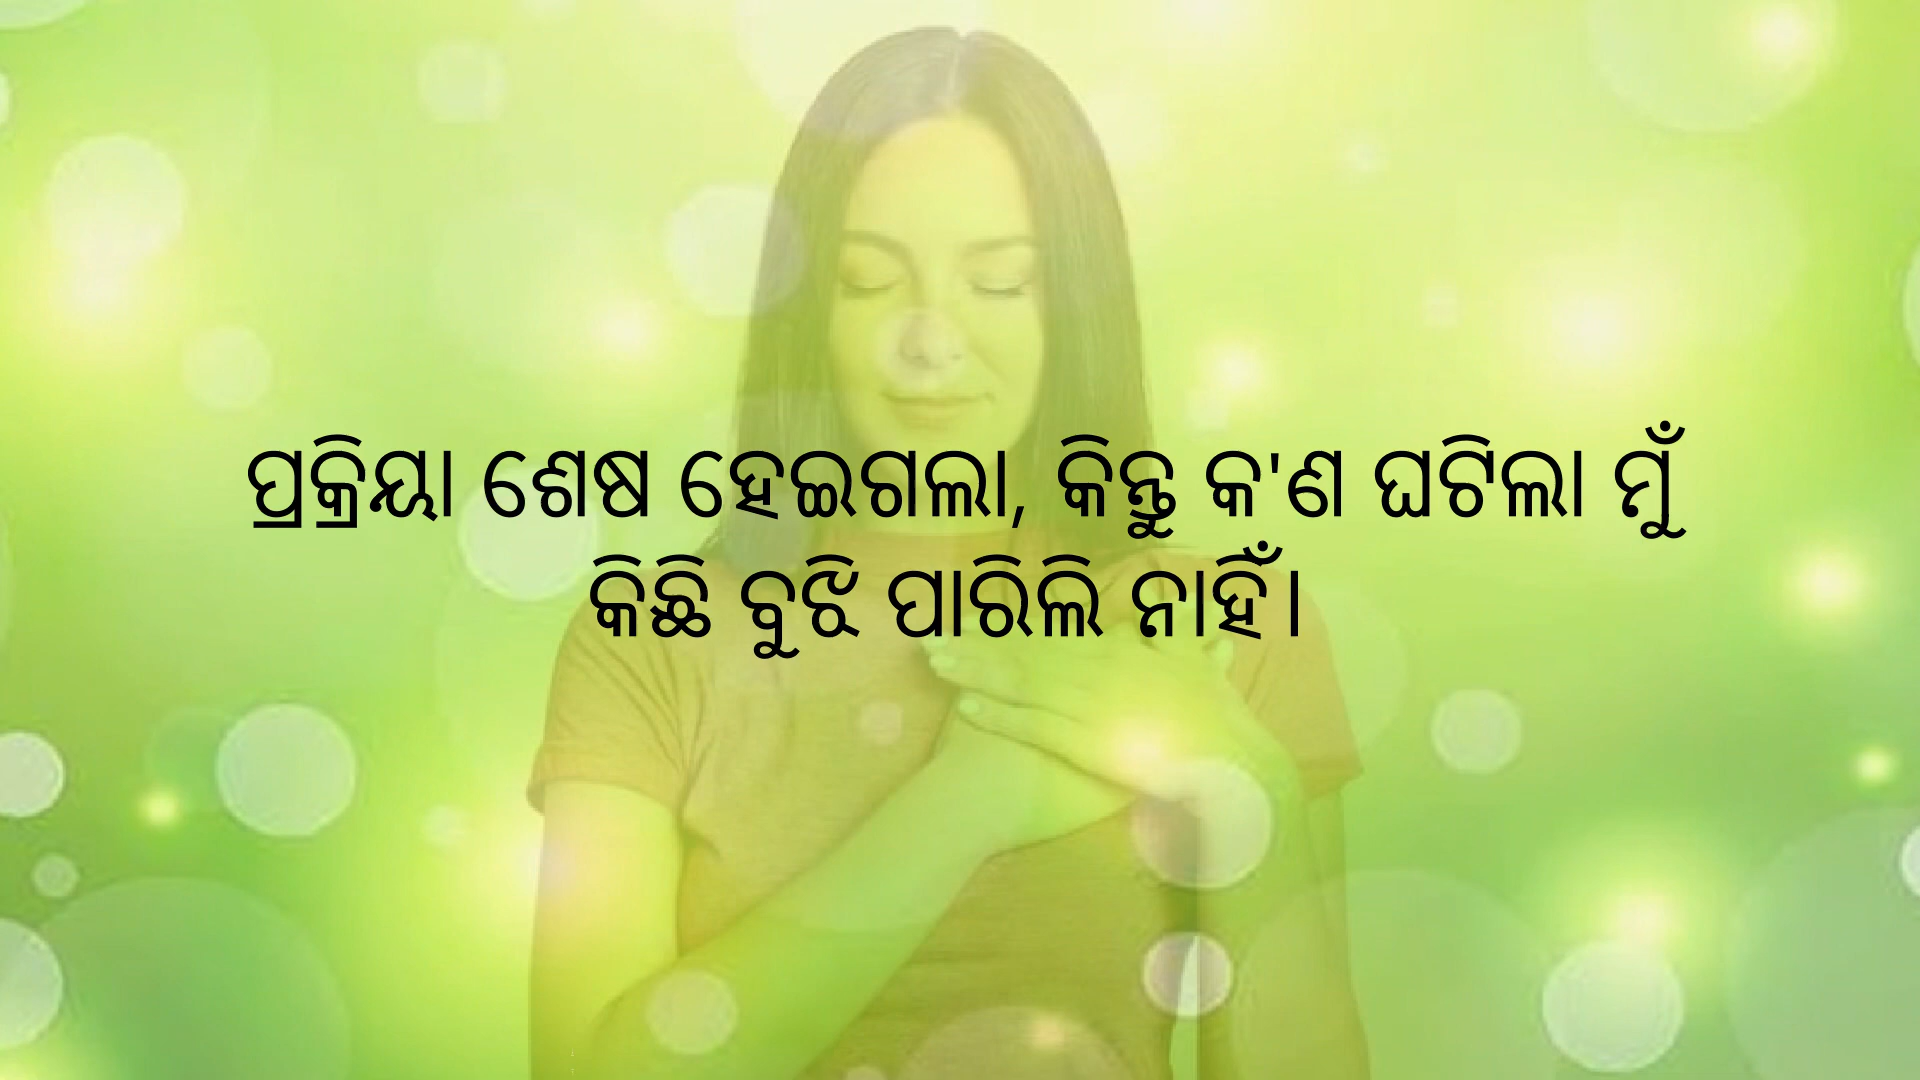 ପ୍ରକ୍ରିୟା ଶେଷ ହେଇଗଲା, କିନ୍ତୁ କ'ଣ ଘଟିଲା ମୁଁ
କିଛି ବୁଝି ପାରିଲି ନାହିଁ।